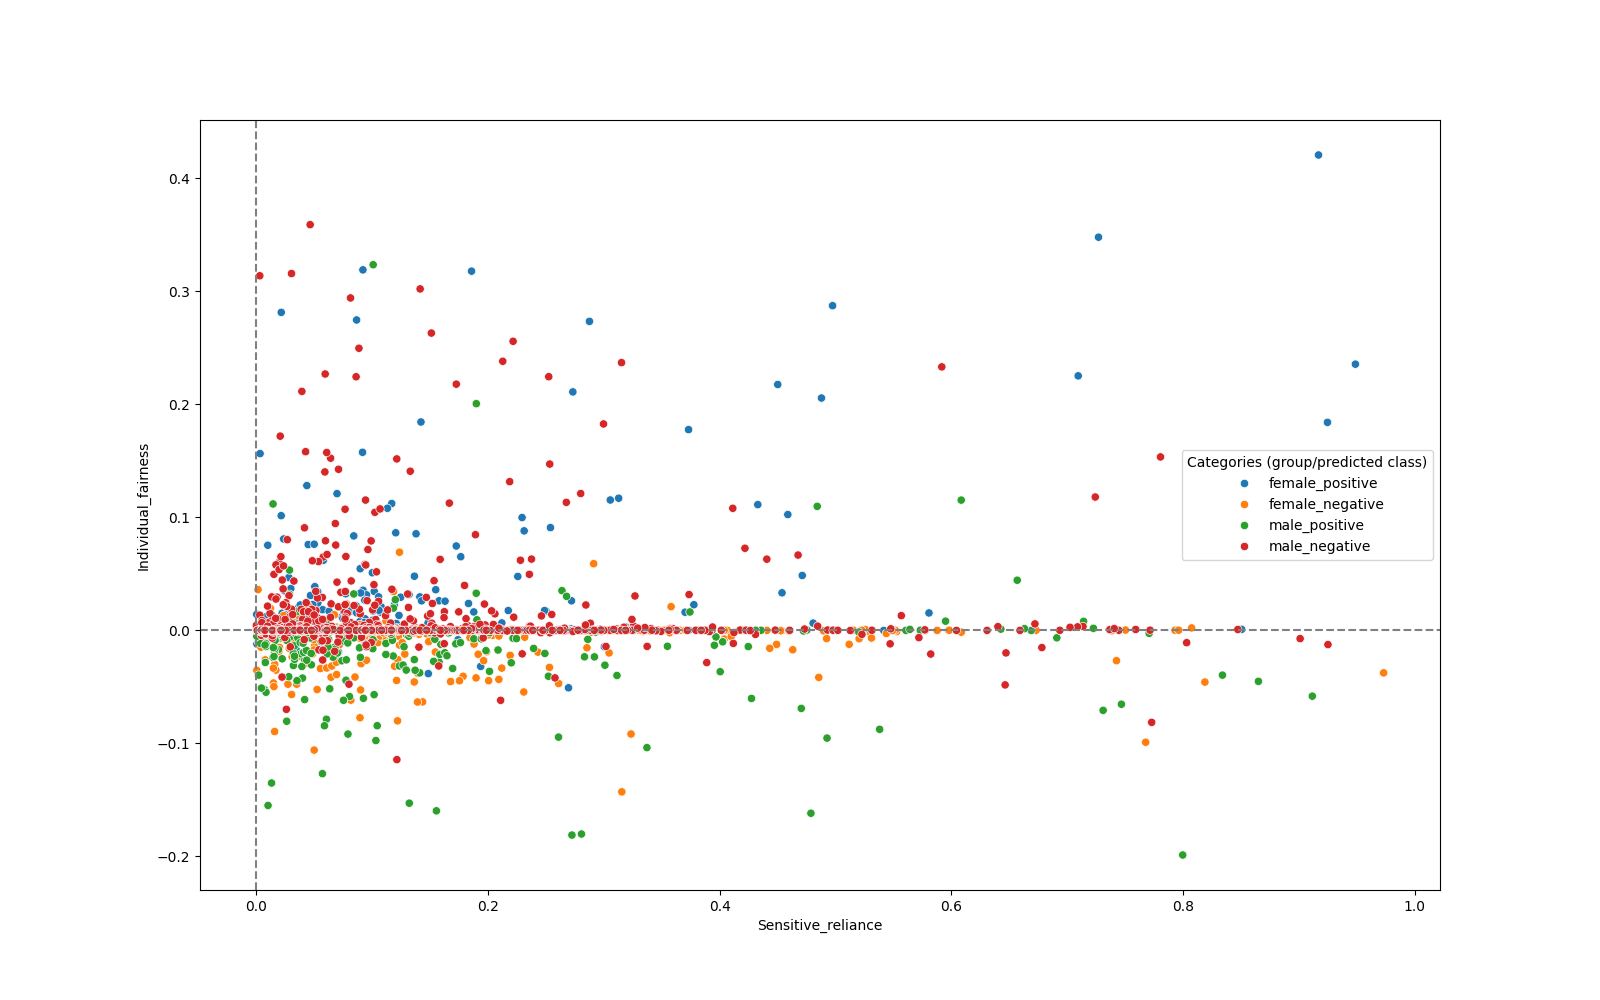 0.4
0.3
0.2
0.1
0.0
−0.1
−0.2
Individual_fairness
Categories (group/predicted class)
female_positive
female_negative
male_positive
male_negative
0.0 0.2 0.4 0.6 0.8 1.0
Sensitive_reliance